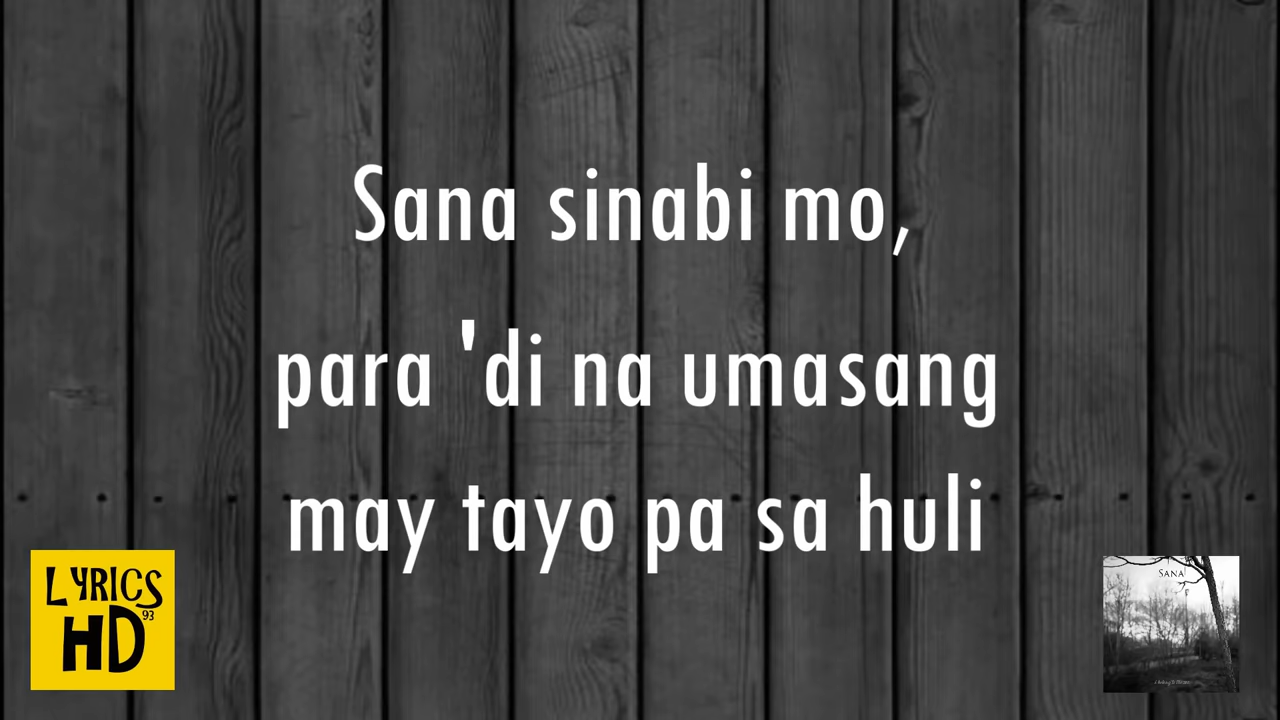 Sana sinabi mo,
para 'di na umasang
may tayo pa sa huli
LYRICS
HD 93
SANA